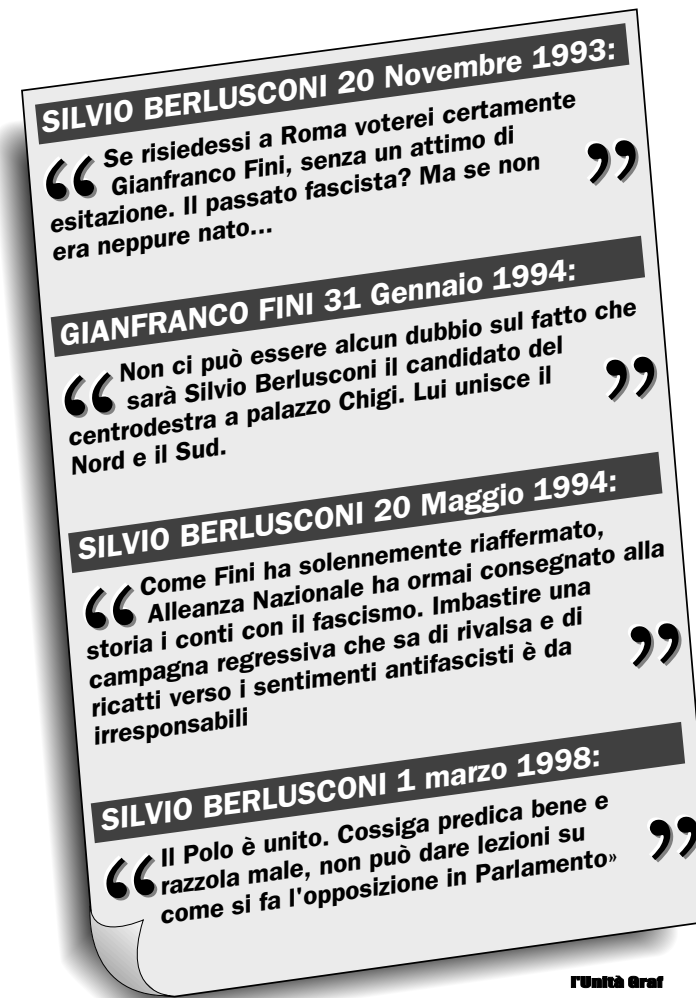 SILVIO BERLUSCONI 20 Novembre 1993:
“ Se risiedessi a Roma voterei certamente
Gianfranco Fini, senza un attimo di
esitazione. Il passato fascista? Ma se non
era neppure nato... ”
GIANFRANCO FINI 31 Gennaio 1994:
“ Non ci può essere alcun dubbio sul fatto che
sarà Silvio Berlusconi il candidato del
centrodestra a palazzo Chigi. Lui unisce il
Nord e il Sud. ”
SILVIO BERLUSCONI 20 Maggio 1994:
“ Come Fini ha solennemente riaffermato,
Alleanza Nazionale ha ormai consegnato alla
storia i conti con il fascismo. Imbastire una
campagna regressiva che sa di rivalsa e di
ricatti verso i sentimenti antifascisti è da
irresponsabili ”
SILVIO BERLUSCONI 1 marzo 1998:
“ Il Polo è unito. Cossiga predica bene e
razzola male, non può dare lezioni su
come si fa l'opposizione in Parlamento» ”
l'Unità Graf